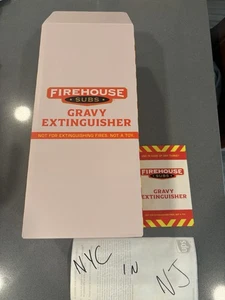 FIREHOUSE
SUBS
GRAVY
EXTINGUISHER
NOT FOR EXTINGUISHING FIRES. NOT A TOY.
FIREHOUSE
SUBS
GRAVY
EXTINGUISHER
NYC
IN
NJ